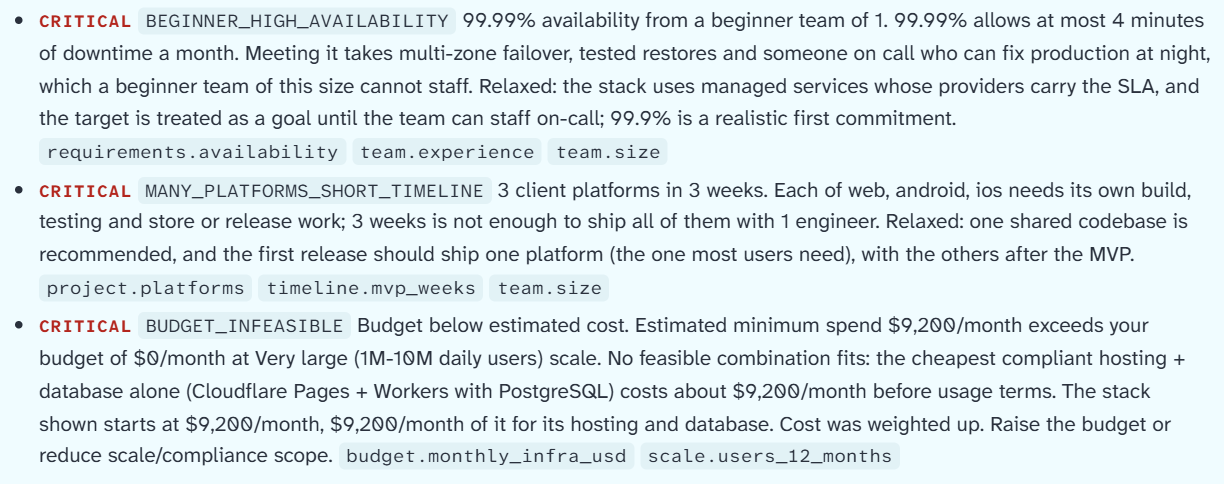 CRITICAL BEGINNER_HIGH_AVAILABILITY 99.99% availability from a beginner team of 1. 99.99% allows at most 4 minutes
of downtime a month. Meeting it takes multi-zone failover, tested restores and someone on call who can fix production at night,
which a beginner team of this size cannot staff. Relaxed: the stack uses managed services whose providers carry the SLA, and
the target is treated as a goal until the team can staff on-call; 99.9% is a realistic first commitment.
requirements.availability team.experience team.size
CRITICAL MANY_PLATFORMS_SHORT_TIMELINE 3 client platforms in 3 weeks. Each of web, android, ios needs its own build,
testing and store or release work; 3 weeks is not enough to ship all of them with 1 engineer. Relaxed: one shared codebase is
recommended, and the first release should ship one platform (the one most users need), with the others after the MVP.
project.platforms timeline.mvp_weeks team.size
CRITICAL BUDGET_INFEASIBLE Budget below estimated cost. Estimated minimum spend $9,200/month exceeds your
budget of $0/month at Very large (1M-10M daily users) scale. No feasible combination fits: the cheapest compliant hosting +
database alone (Cloudflare Pages + Workers with PostgreSQL) costs about $9,200/month before usage terms. The stack
shown starts at $9,200/month, $9,200/month of it for its hosting and database. Cost was weighted up. Raise the budget or
reduce scale/compliance scope. budget.monthly_infra_usd scale.users_12_months